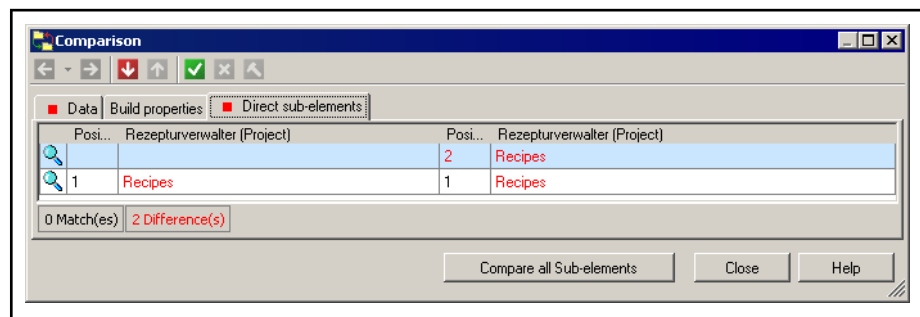 Comparison
Data Build properties Direct sub-elements
Posi... Rezepturverwalter (Project) Posi... Rezepturverwalter (Project)
2 Recipes
1 Recipes 1 Recipes
0 Match(es) 2 Difference(s)
Compare all Sub-elements Close Help